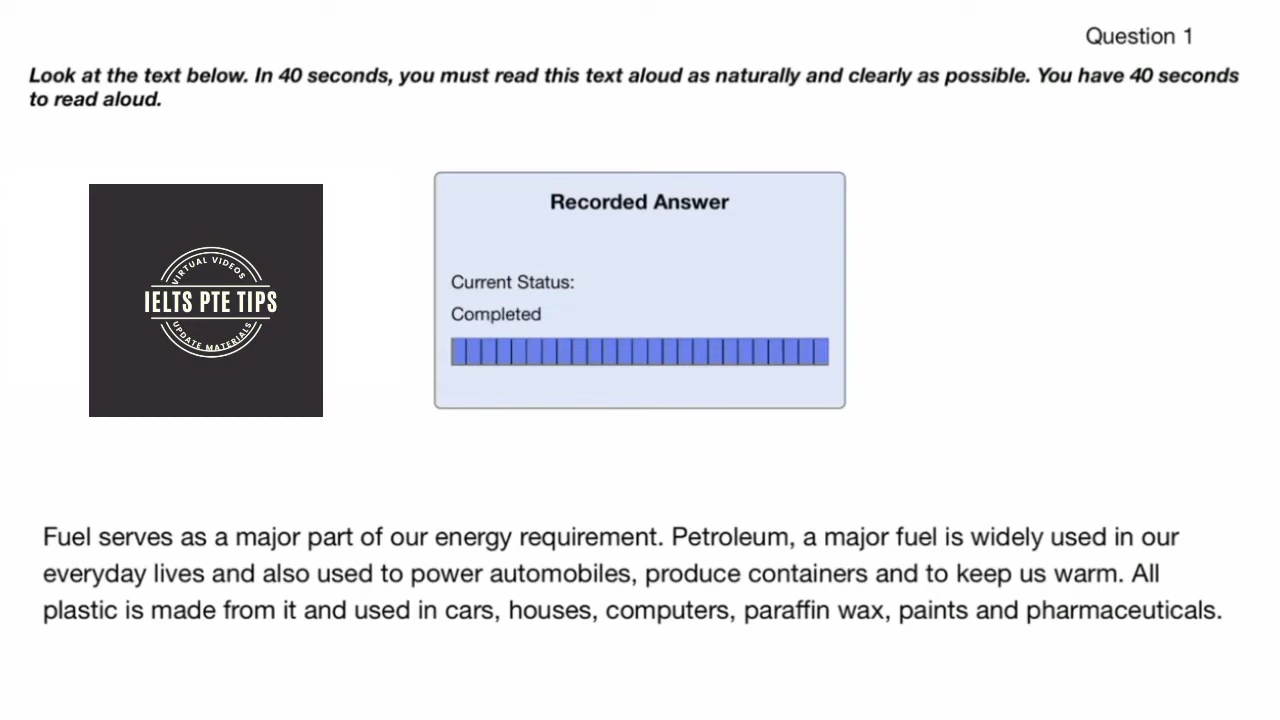 Question 1
Look at the text below. In 40 seconds, you must read this text aloud as naturally and clearly as possible. You have 40 seconds
to read aloud.
VIRTUAL VIDEOS
IELTS PTE TIPS
UPDATE MATERIALS
Recorded Answer
Current Status:
Completed
Fuel serves as a major part of our energy requirement. Petroleum, a major fuel is widely used in our
everyday lives and also used to power automobiles, produce containers and to keep us warm. All
plastic is made from it and used in cars, houses, computers, paraffin wax, paints and pharmaceuticals.